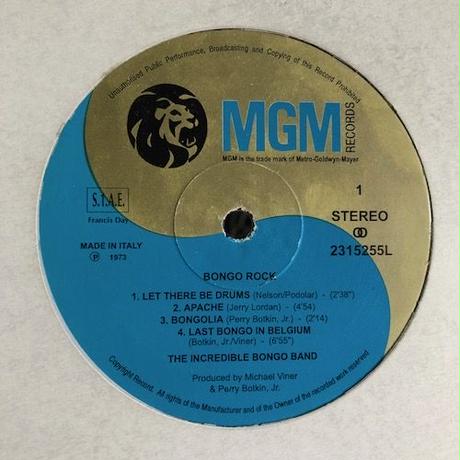 Unauthorised Public Performance, Broadcasting and Copying of this Record Prohibited
MGM
RECORDS
MGM is the trade mark of Metro-Goldwyn-Mayer
S.I.A.E.
Francis Day
1
STEREO
2315255L
MADE IN ITALY
P 1973
BONGO ROCK
1. LET THERE BE DRUMS (Nelson/Podolar) - (2'38")
2. APACHE (Jerry Lordan) - (4'54)
3. BONGOLIA (Perry Botkin, Jr.) - (2'14)
4. LAST BONGO IN BELGIUM
(Botkin, Jr./Viner) - (6'55")
THE INCREDIBLE BONGO BAND
Produced by Michael Viner
& Perry Botkin, Jr.
Copyright Record. All rights of the Manufacturer and of the Owner of the recorded work reserved